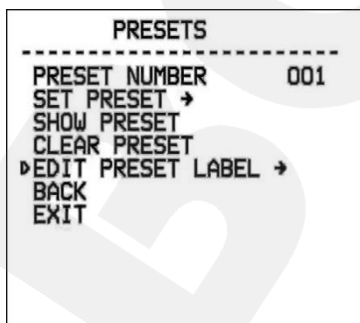 PRESETS
PRESET NUMBER 001
SET PRESET →
SHOW PRESET
CLEAR PRESET
EDIT PRESET LABEL →
BACK
EXIT